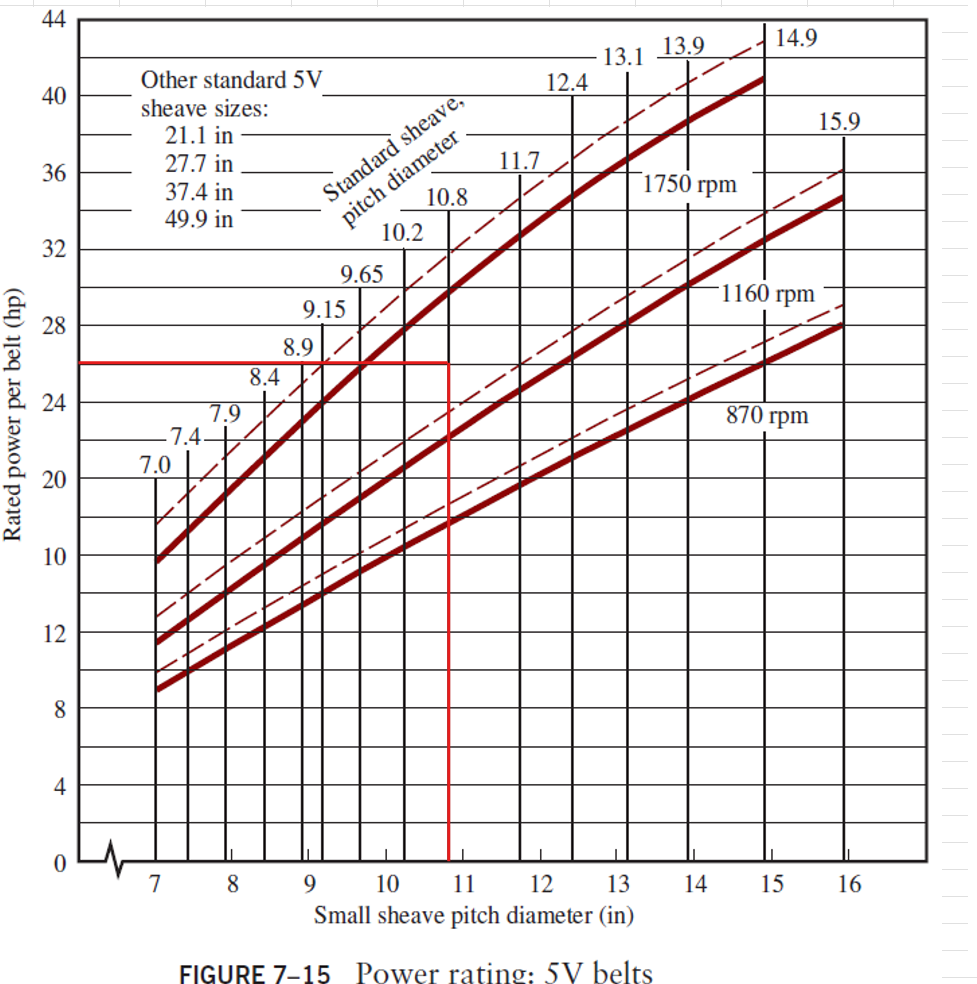 44
40
36
32
28
24
20
10
12
8
4
0
Rated power per belt (hp)
Other standard 5V
sheave sizes:
21.1 in
27.7 in
37.4 in
49.9 in
Standard sheave,
pitch diameter
7.0
7.4
7.9
8.4
8.9
9.15
9.65
10.2
10.8
11.7
12.4
13.1
13.9
14.9
15.9
1750 rpm
1160 rpm
870 rpm
7 8 9 10 11 12 13 14 15 16
Small sheave pitch diameter (in)
FIGURE 7–15 Power rating: 5V belts